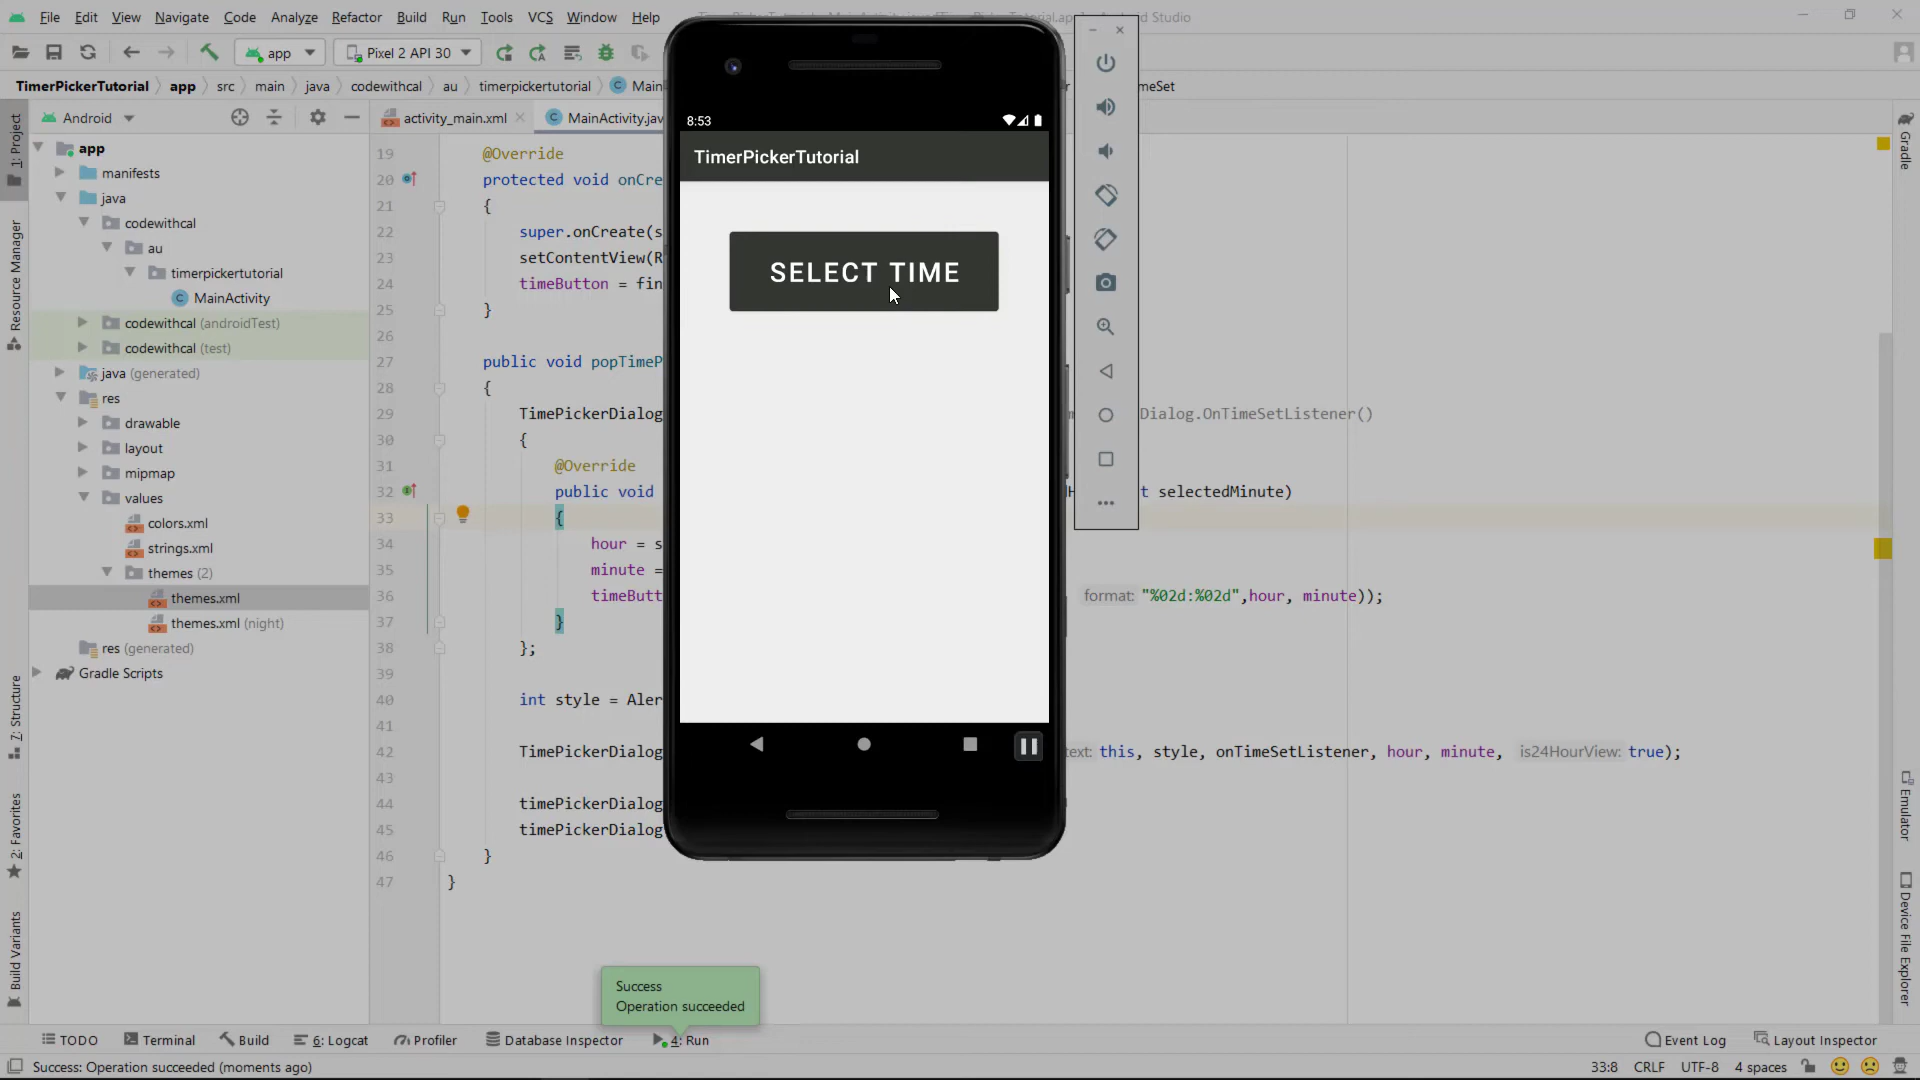 File Edit View Navigate Code Analyze Refactor Build Run Tools VCS Window Help
app Pixel 2 API 30
TimerPickerTutorial app src main java codewithcal au timerpickertutorial Main meSet
Android activity_main.xml MainActivity.jav
1: Project
Resource Manager
7: Structure
2: Favorites
Build Variants
app
manifests
java
codewithcal
au
timerpickertutorial
MainActivity
codewithcal (androidTest)
codewithcal (test)
java (generated)
res
drawable
layout
mipmap
values
colors.xml
strings.xml
themes (2)
themes.xml
themes.xml (night)
res (generated)
Gradle Scripts
19 @Override
20 protected void onCre
21 {
22 super.onCreate(s
23 setContentView(R
24 timeButton = fin
25 }
26
27 public void popTimeP
28 {
29 TimePickerDialog Dialog.OnTimeSetListener()
30 {
31 @Override
32 public void t selectedMinute)
33 {
34 hour = s
35 minute =
36 timeButt format: "%02d:%02d",hour, minute));
37 }
38 };
39
40 int style = Aler
41
42 TimePickerDialog text: this, style, onTimeSetListener, hour, minute, is24HourView: true);
43
44 timePickerDialog
45 timePickerDialog
46 }
47 }
8:53
TimerPickerTutorial
SELECT TIME
Gradle
Emulator
Device File Explorer
Success
Operation succeeded
TODO Terminal Build 6: Logcat Profiler Database Inspector 4: Run Event Log Layout Inspector
Success: Operation succeeded (moments ago) 33:8 CRLF UTF-8 4 spaces